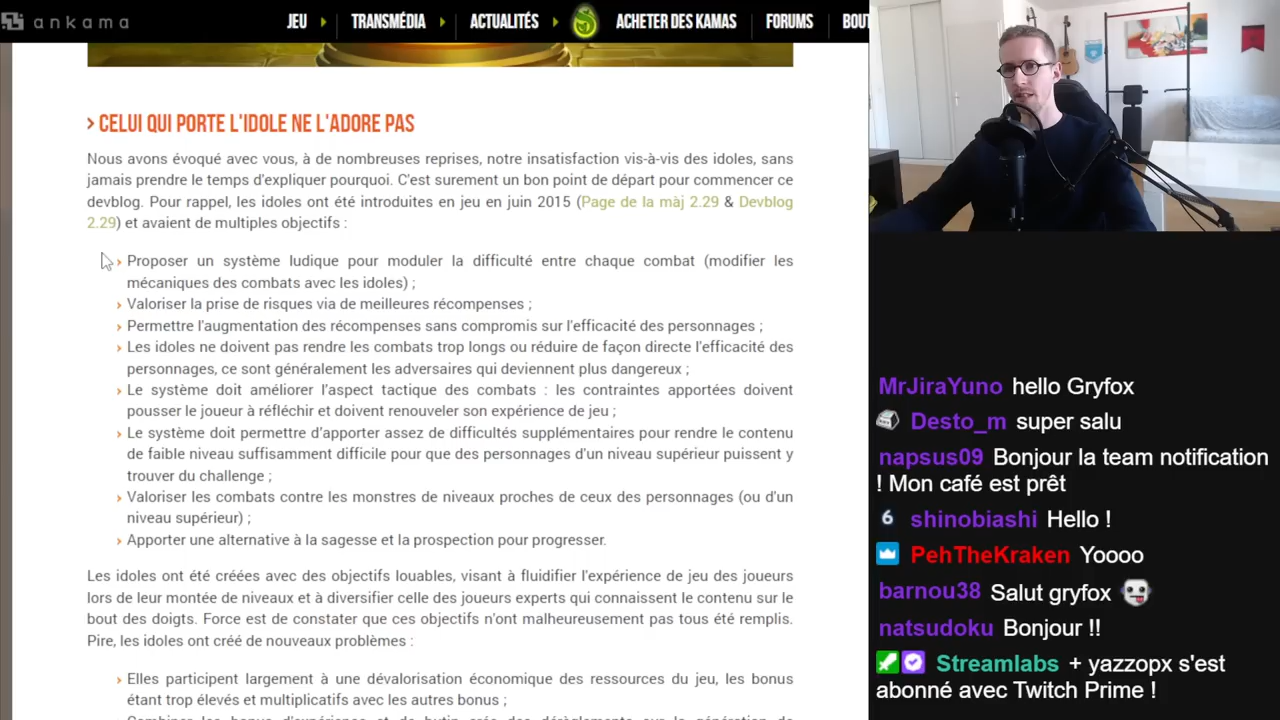 ankama
JEU TRANSMÉDIA ACTUALITÉS ACHETER DES KAMAS FORUMS BOUT
> CELUI QUI PORTE L'IDOLE NE L'ADORE PAS
Nous avons évoqué avec vous, à de nombreuses reprises, notre insatisfaction vis-à-vis des idoles, sans
jamais prendre le temps d'expliquer pourquoi. C'est surement un bon point de départ pour commencer ce
devblog. Pour rappel, les idoles ont été introduites en jeu en juin 2015 (Page de la màj 2.29 & Devblog
2.29) et avaient de multiples objectifs :
› Proposer un système ludique pour moduler la difficulté entre chaque combat (modifier les
mécaniques des combats avec les idoles) ;
› Valoriser la prise de risques via de meilleures récompenses ;
› Permettre l'augmentation des récompenses sans compromis sur l'efficacité des personnages ;
› Les idoles ne doivent pas rendre les combats trop longs ou réduire de façon directe l'efficacité des
personnages, ce sont généralement les adversaires qui deviennent plus dangereux ;
› Le système doit améliorer l'aspect tactique des combats : les contraintes apportées doivent
pousser le joueur à réfléchir et doivent renouveler son expérience de jeu ;
› Le système doit permettre d'apporter assez de difficultés supplémentaires pour rendre le contenu
de faible niveau suffisamment difficile pour que des personnages d'un niveau supérieur puissent y
trouver du challenge ;
› Valoriser les combats contre les monstres de niveaux proches de ceux des personnages (ou d'un
niveau supérieur) ;
› Apporter une alternative à la sagesse et la prospection pour progresser.
Les idoles ont été créées avec des objectifs louables, visant à fluidifier l'expérience de jeu des joueurs
lors de leur montée de niveaux et à diversifier celle des joueurs experts qui connaissent le contenu sur le
bout des doigts. Force est de constater que ces objectifs n'ont malheureusement pas tous été remplis.
Pire, les idoles ont créé de nouveaux problèmes :
› Elles participent largement à une dévalorisation économique des ressources du jeu, les bonus
étant trop élevés et multiplicatifs avec les autres bonus ;
MrJiraYuno hello Gryfox
Desto_m super salu
napsus09 Bonjour la team notification
! Mon café est prêt
6 shinobiashi Hello !
PehTheKraken Yoooo
barnou38 Salut gryfox
natsudoku Bonjour !!
Streamlabs + yazzopx s'est
abonné avec Twitch Prime !